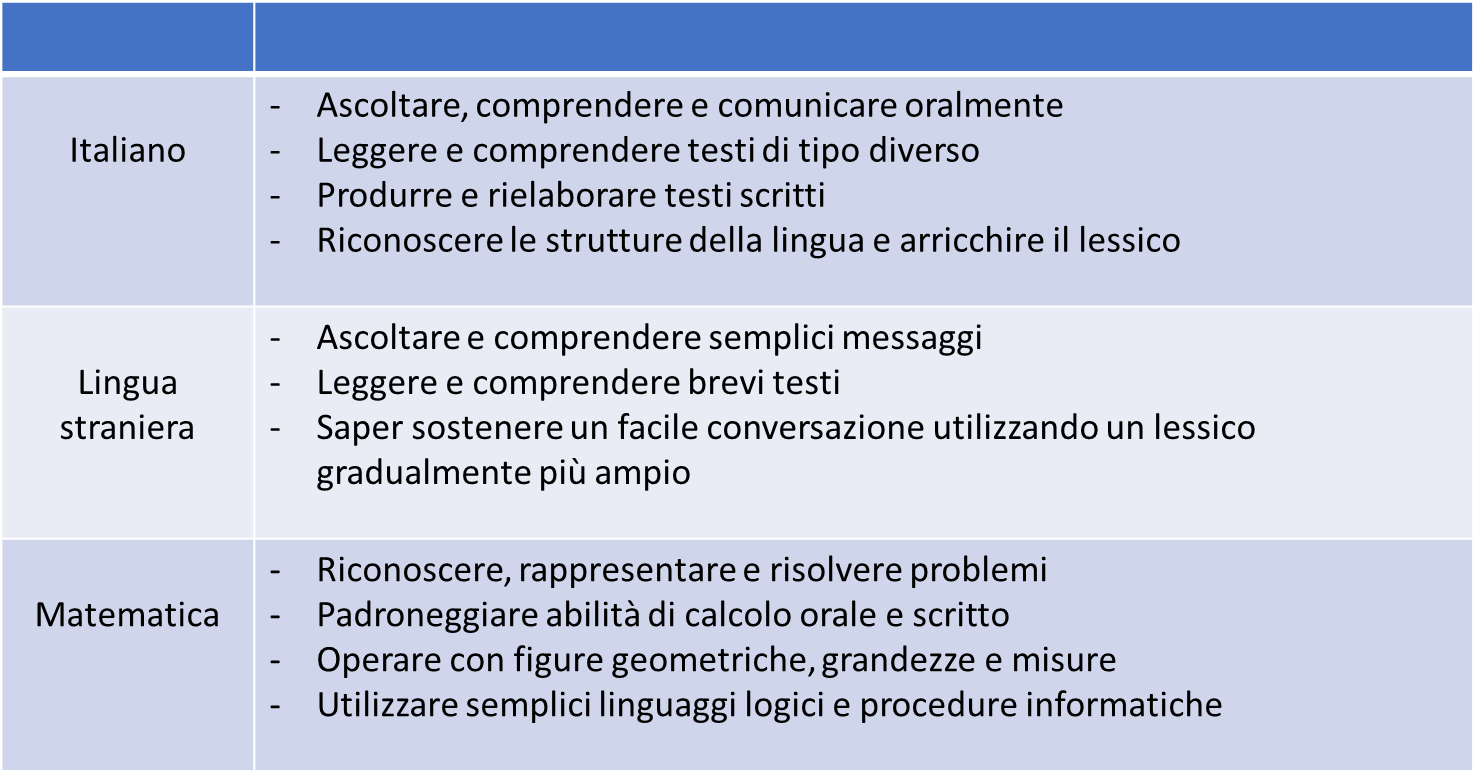 Italiano
- Ascoltare, comprendere e comunicare oralmente
- Leggere e comprendere testi di tipo diverso
- Produrre e rielaborare testi scritti
- Riconoscere le strutture della lingua e arricchire il lessico
Lingua
straniera
- Ascoltare e comprendere semplici messaggi
- Leggere e comprendere brevi testi
- Saper sostenere un facile conversazione utilizzando un lessico
gradualmente più ampio
Matematica
- Riconoscere, rappresentare e risolvere problemi
- Padroneggiare abilità di calcolo orale e scritto
- Operare con figure geometriche, grandezze e misure
- Utilizzare semplici linguaggi logici e procedure informatiche